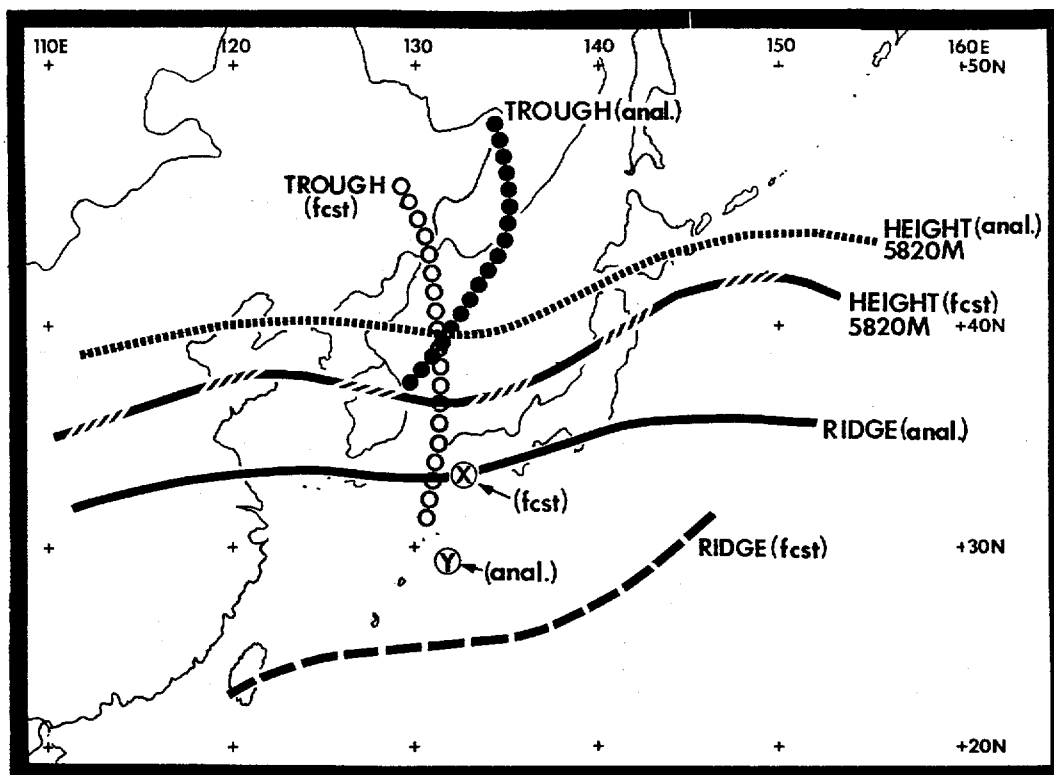 110E 120 130 140 150 160E
+50N
TROUGH (anal.)
TROUGH
(fcst)
HEIGHT (anal.)
5820M
HEIGHT (fcst)
5820M
+40N
RIDGE (anal.)
X
(fcst)
RIDGE (fcst)
+30N
Y
(anal.)
+20N